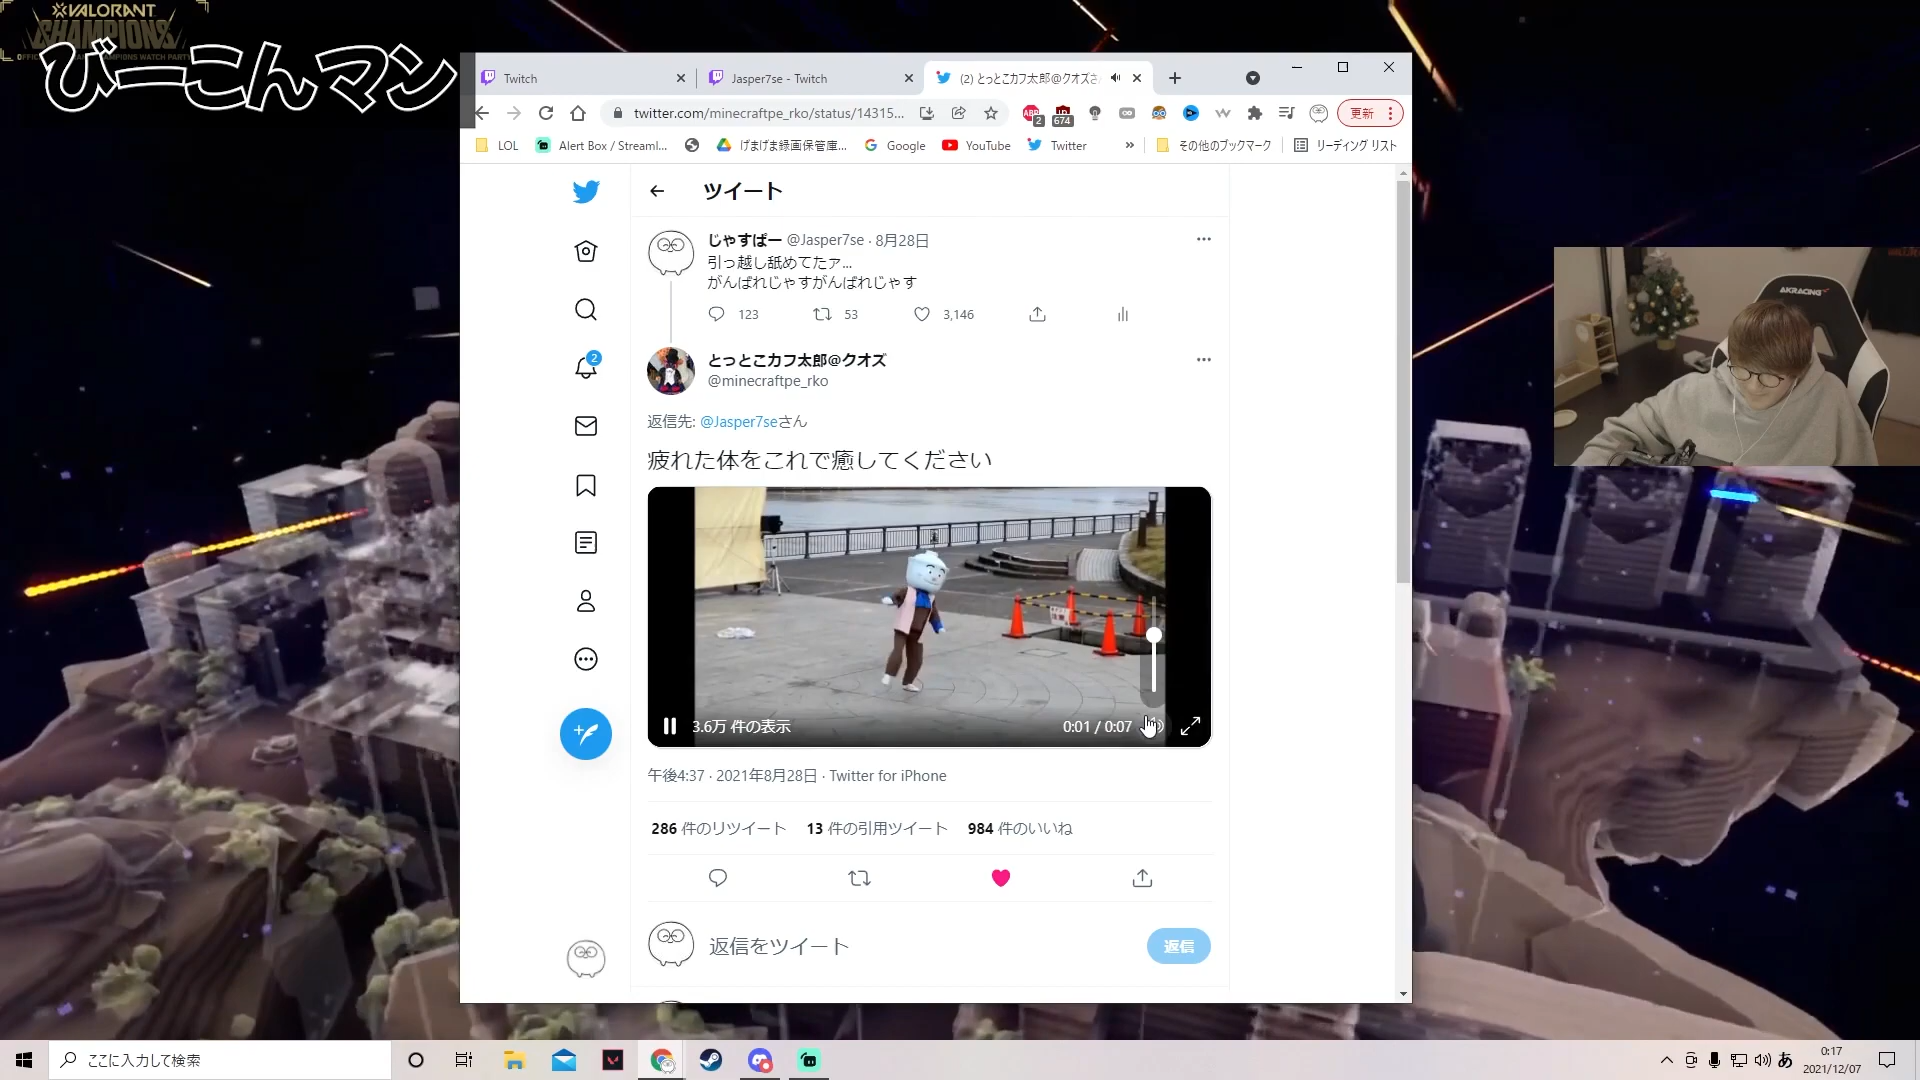 VALORANT
CHAMPIONS
びーこんマン
Twitch
Jasper7se - Twitch
(2) とっとこカフ太郎@クオズさ
twitter.com/minecraftpe_rko/status/14315...
2
674
更新
LOL
Alert Box / Streaml...
げまげま録画保管庫...
Google
YouTube
Twitter
»
その他のブックマーク
リーディング リスト
ツイート
じゃすぱー @Jasper7se · 8月28日
引っ越し舐めてたァ...
がんばれじゃすがんばれじゃす
123
53
3,146
2
とっとこカフ太郎@クオズ
@minecraftpe_rko
返信先: @Jasper7seさん
疲れた体をこれで癒してください
3.6万 件の表示
0:01 / 0:07
午後4:37 · 2021年8月28日 · Twitter for iPhone
286 件のリツイート 13 件の引用ツイート 984 件のいいね
返信をツイート
返信
AKRACING
ここに入力して検索
あ
0:17
2021/12/07